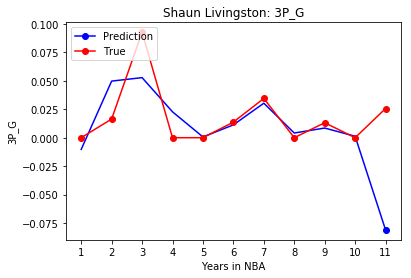 Shaun Livingston: 3P_G
Prediction
True
0.100
0.075
0.050
0.025
0.000
−0.025
−0.050
−0.075
3P_G
1 2 3 4 5 6 7 8 9 10 11
Years in NBA